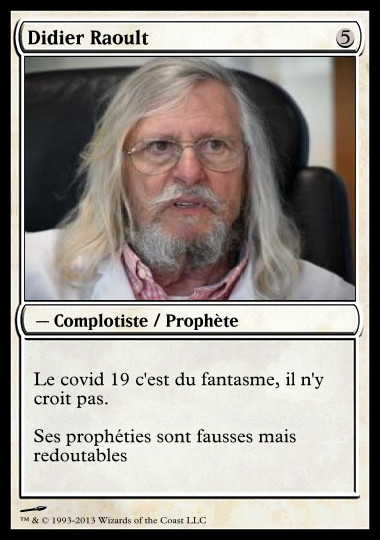 Didier Raoult 5
— Complotiste / Prophète
Le covid 19 c'est du fantasme, il n'y
croit pas.
Ses prophéties sont fausses mais
redoutables
™ & © 1993-2013 Wizards of the Coast LLC